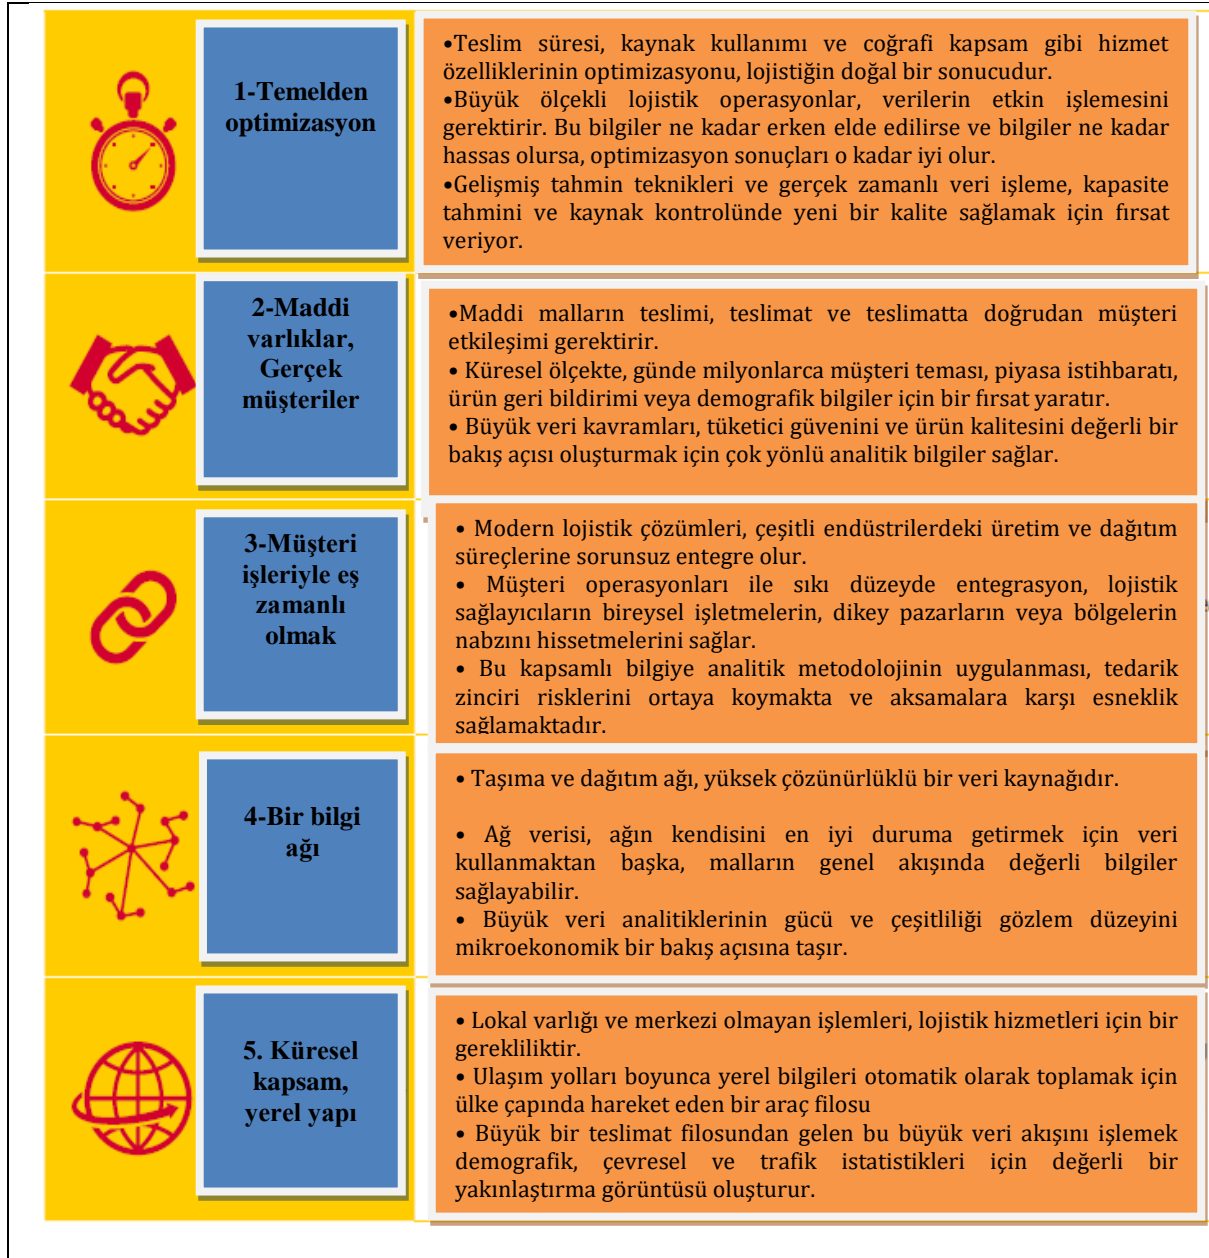 1-Temelden
optimizasyon
•Teslim süresi, kaynak kullanımı ve coğrafi kapsam gibi hizmet
özelliklerinin optimizasyonu, lojistiğin doğal bir sonucudur.
•Büyük ölçekli lojistik operasyonlar, verilerin etkin işlemesini
gerektirir. Bu bilgiler ne kadar erken elde edilirse ve bilgiler ne kadar
hassas olursa, optimizasyon sonuçları o kadar iyi olur.
•Gelişmiş tahmin teknikleri ve gerçek zamanlı veri işleme, kapasite
tahmini ve kaynak kontrolünde yeni bir kalite sağlamak için fırsat
veriyor.
2-Maddi
varlıklar,
Gerçek
müşteriler
•Maddi malların teslimi, teslimat ve teslimatta doğrudan müşteri
etkileşimi gerektirir.
• Küresel ölçekte, günde milyonlarca müşteri teması, piyasa istihbaratı,
ürün geri bildirimi veya demografik bilgiler için bir fırsat yaratır.
• Büyük veri kavramları, tüketici güvenini ve ürün kalitesini değerli bir
bakış açısı oluşturmak için çok yönlü analitik bilgiler sağlar.
3-Müşteri
işleriyle eş
zamanlı
olmak
• Modern lojistik çözümleri, çeşitli endüstrilerdeki üretim ve dağıtım
süreçlerine sorunsuz entegre olur.
• Müşteri operasyonları ile sıkı düzeyde entegrasyon, lojistik
sağlayıcıların bireysel işletmelerin, dikey pazarların veya bölgelerin
nabzını hissetmelerini sağlar.
• Bu kapsamlı bilgiye analitik metodolojinin uygulanması, tedarik
zinciri risklerini ortaya koymakta ve aksamalara karşı esneklik
sağlamaktadır.
4-Bir bilgi
ağı
• Taşıma ve dağıtım ağı, yüksek çözünürlüklü bir veri kaynağıdır.
• Ağ verisi, ağın kendisini en iyi duruma getirmek için veri
kullanmaktan başka, malların genel akışında değerli bilgiler
sağlayabilir.
• Büyük veri analitiklerinin gücü ve çeşitliliği gözlem düzeyini
mikroekonomik bir bakış açısına taşır.
5. Küresel
kapsam,
yerel yapı
• Lokal varlığı ve merkezi olmayan işlemleri, lojistik hizmetleri için bir
gerekliliktir.
• Ulaşım yolları boyunca yerel bilgileri otomatik olarak toplamak için
ülke çapında hareket eden bir araç filosu
• Büyük bir teslimat filosundan gelen bu büyük veri akışını işlemek
demografik, çevresel ve trafik istatistikleri için değerli bir
yakınlaştırma görüntüsü oluşturur.